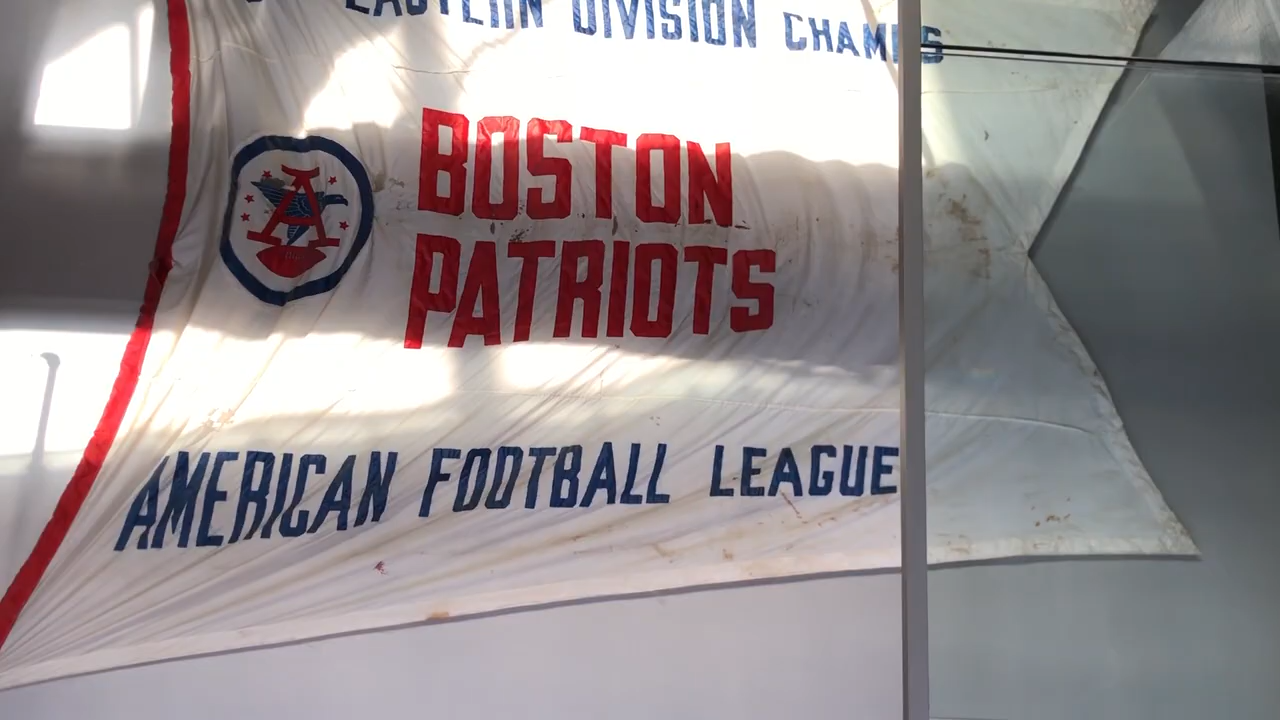 EASTERN DIVISION CHAMPS
BOSTON
PATRIOTS
A
AMERICAN FOOTBALL LEAGUE